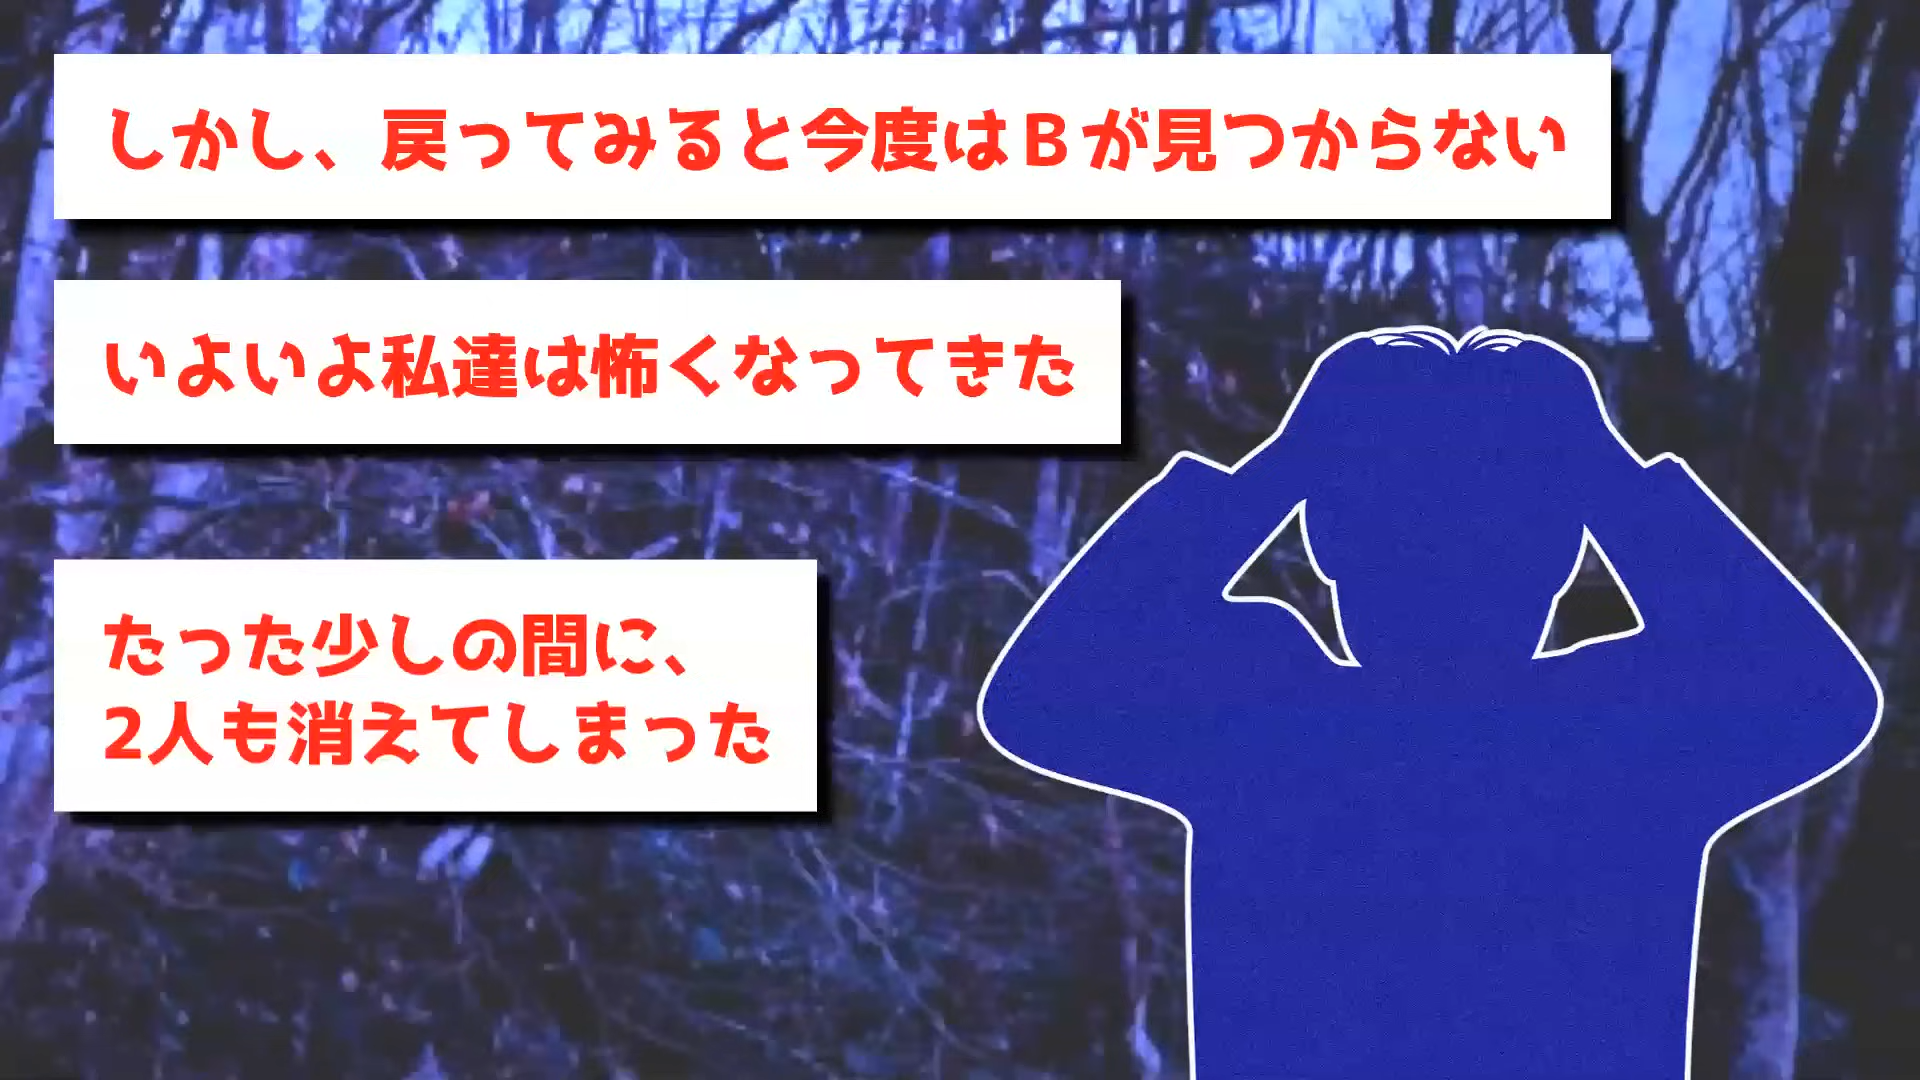 しかし、戻ってみると今度はBが見つからない
いよいよ私達は怖くなってきた
たった少しの間に、
2人も消えてしまった